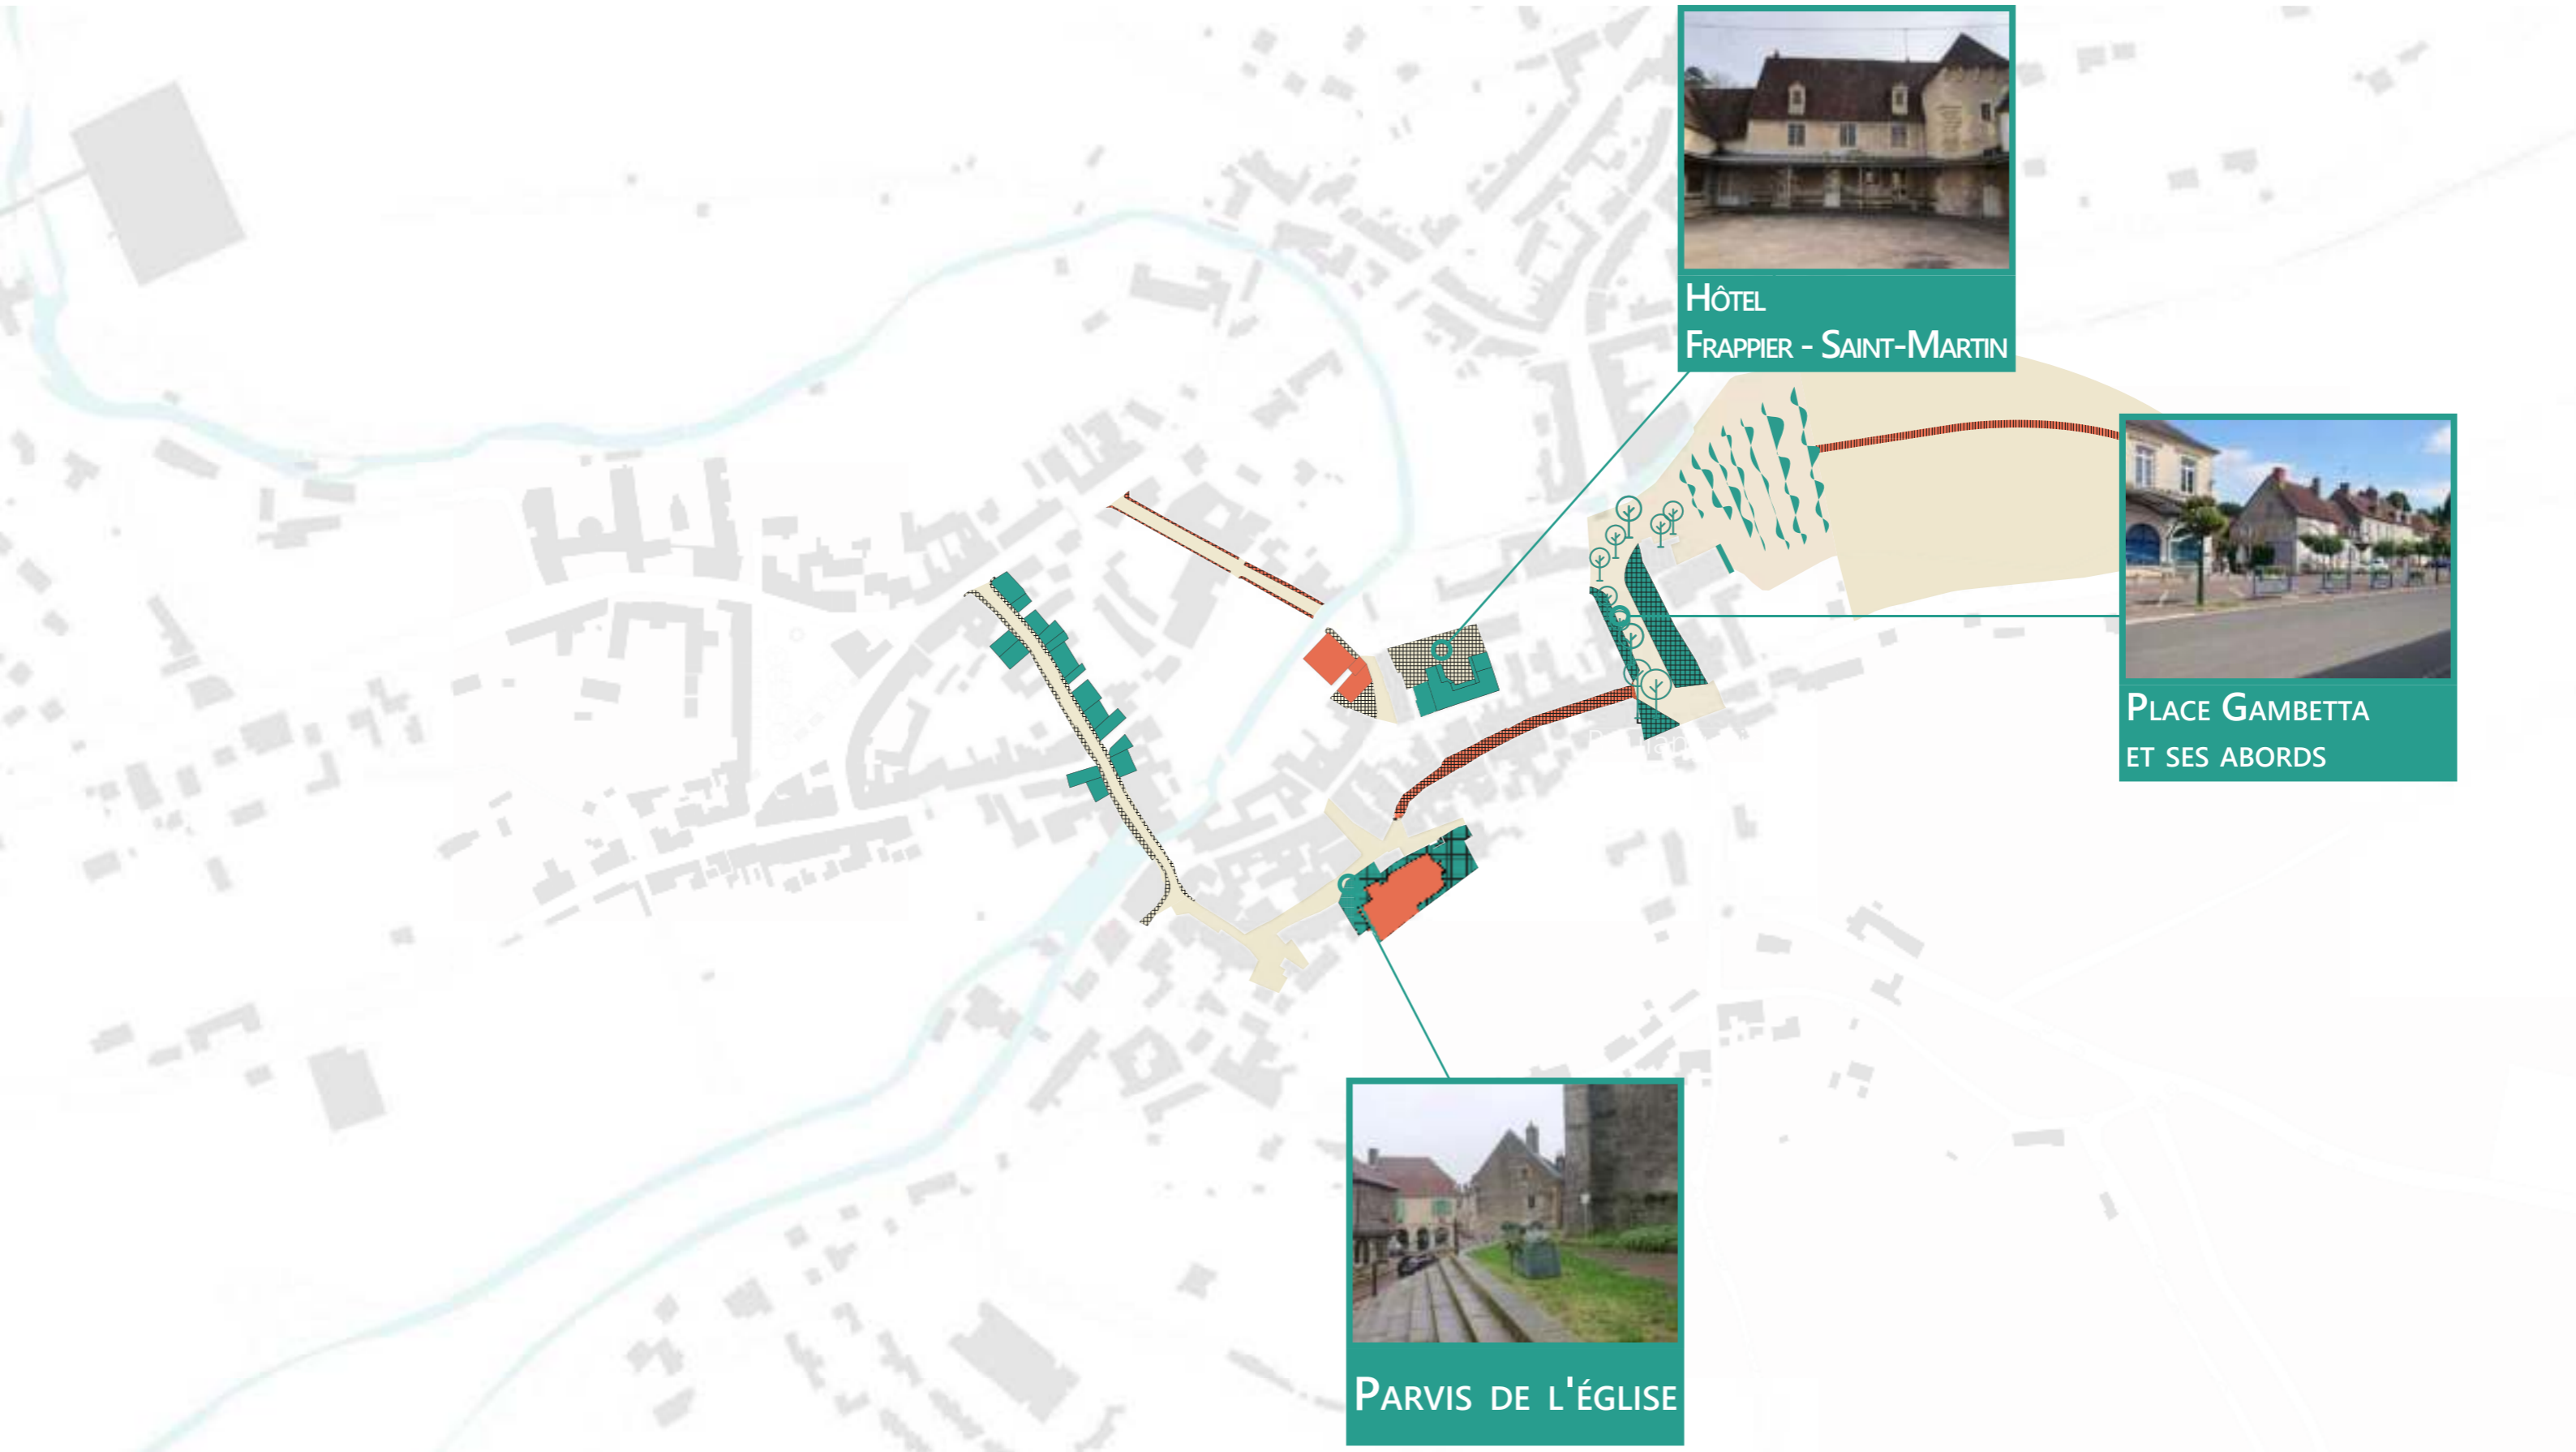 Hôtel
Frappier - Saint-Martin
Place Gambetta
et ses abords
Parvis de l'église